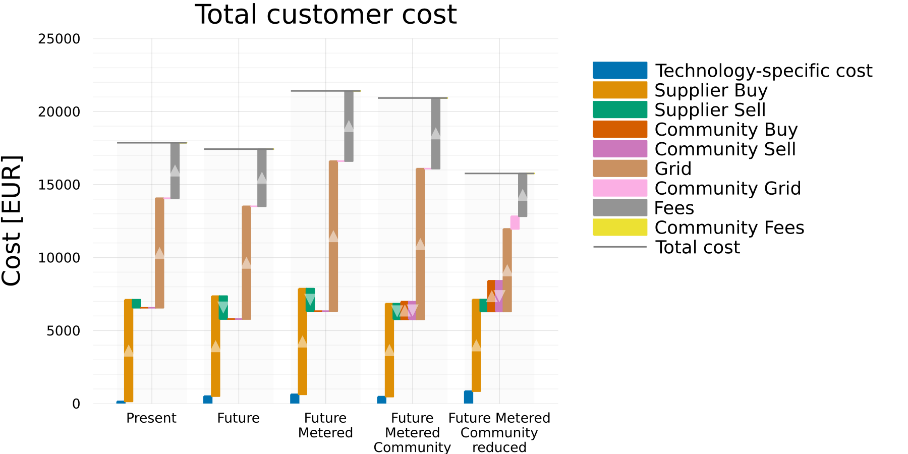 Total customer cost
Cost [EUR]
25000
20000
15000
10000
5000
0
Present
Future
Future
Metered
Future
Metered
Community
Future Metered
Community
reduced
Technology-specific cost
Supplier Buy
Supplier Sell
Community Buy
Community Sell
Grid
Community Grid
Fees
Community Fees
Total cost